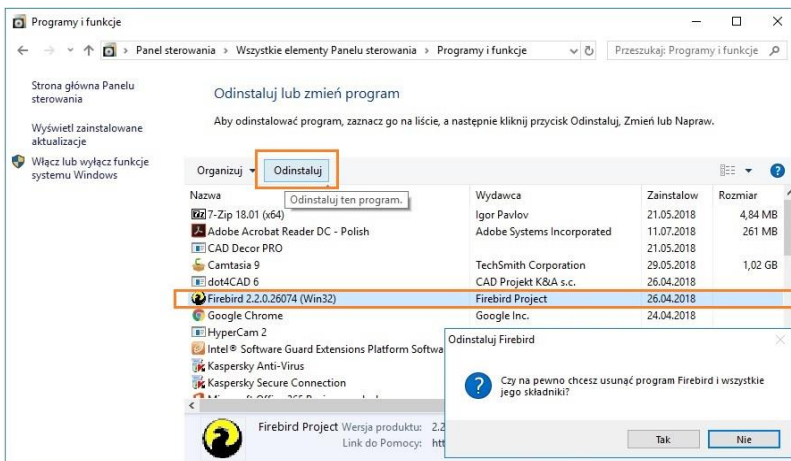 Programy i funkcje
Panel sterowania > Wszystkie elementy Panelu sterowania > Programy i funkcje
Przeszukaj: Programy i funkcje
Strona główna Panelu
sterowania
Wyświetl zainstalowane
aktualizacje
Włącz lub wyłącz funkcje
systemu Windows
Odinstaluj lub zmień program
Aby odinstalować program, zaznacz go na liście, a następnie kliknij przycisk Odinstaluj, Zmień lub Napraw.
Organizuj Odinstaluj
Odinstaluj ten program.
Nazwa Wydawca Zainstalow Rozmiar
7-Zip 18.01 (x64) Igor Pavlov 21.05.2018 4,84 MB
Adobe Acrobat Reader DC - Polish Adobe Systems Incorporated 11.07.2018 261 MB
CAD Decor PRO 21.05.2018
Camtasia 9 TechSmith Corporation 29.05.2018 1,02 GB
dot4CAD 6 CAD Projekt K&A s.c. 26.04.2018
Firebird 2.2.0.26074 (Win32) Firebird Project 26.04.2018
Google Chrome Google Inc. 24.04.2018
HyperCam 2
Intel® Software Guard Extensions Platform Softwa
Kaspersky Anti-Virus
Kaspersky Secure Connection
Odinstaluj Firebird
Czy na pewno chcesz usunąć program Firebird i wszystkie
jego składniki?
Tak Nie
Firebird Project Wersja produktu: 2.2
Link do Pomocy: htt